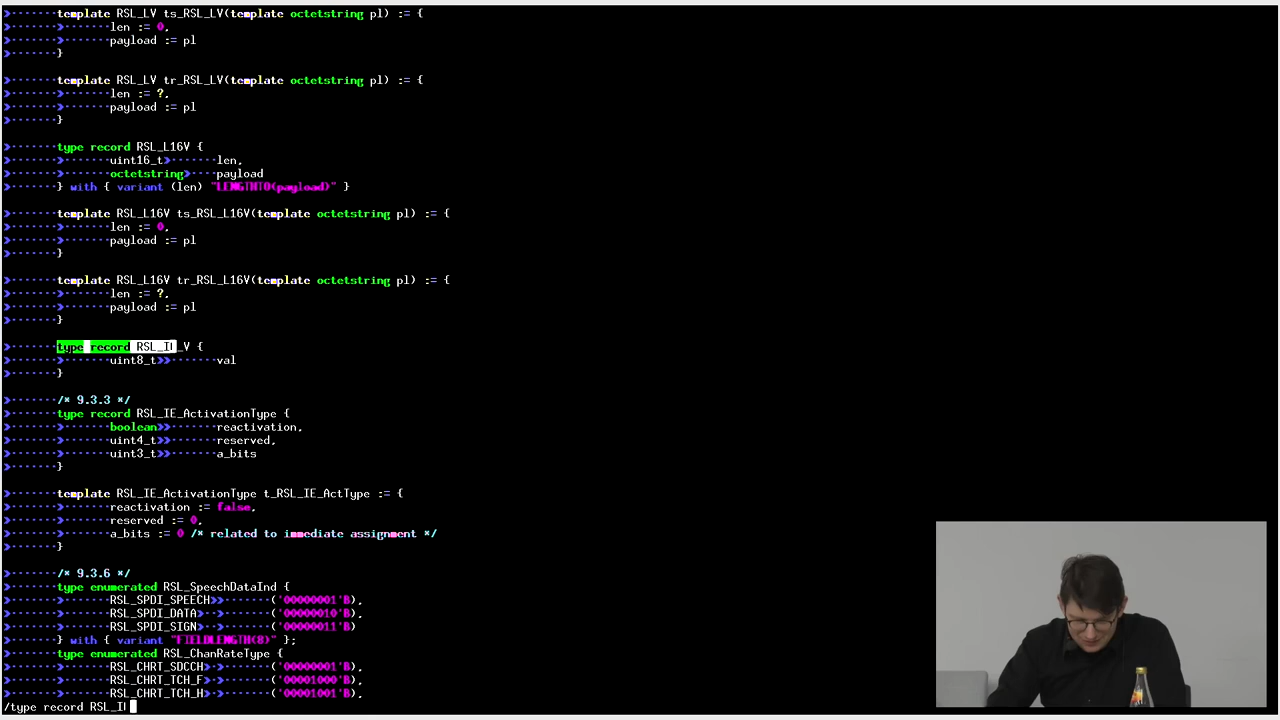 template RSL_LV ts_RSL_LV(template octetstring pl) := {
len := 0,
payload := pl
}
template RSL_LV tr_RSL_LV(template octetstring pl) := {
len := ?,
payload := pl
}
type record RSL_L16V {
uint16_t len,
octetstring payload
} with { variant (len) "LENGTHTO(payload)" }
template RSL_L16V ts_RSL_L16V(template octetstring pl) := {
len := 0,
payload := pl
}
template RSL_L16V tr_RSL_L16V(template octetstring pl) := {
len := ?,
payload := pl
}
type record {
uint8_t val
}
/* 9.3.3 */
type record RSL_IE_ActivationType {
boolean reactivation,
uint4_t reserved,
uint3_t a_bits
}
template RSL_IE_ActivationType t_RSL_IE_ActType := {
reactivation := false,
reserved := 0,
a_bits := 0 /* related to immediate assignment */
}
/* 9.3.6 */
type enumerated RSL_SpeechDataInd {
RSL_SPDI_SPEECH ('00000001'B),
RSL_SPDI_DATA ('00000010'B),
RSL_SPDI_SIGN ('00000011'B)
} with { variant "FIELDLENGTH(8)" };
type enumerated RSL_ChanRateType {
RSL_CHRT_SDCCH ('00000001'B),
RSL_CHRT_TCH_F ('00001000'B),
RSL_CHRT_TCH_H ('00001001'B),
/type record